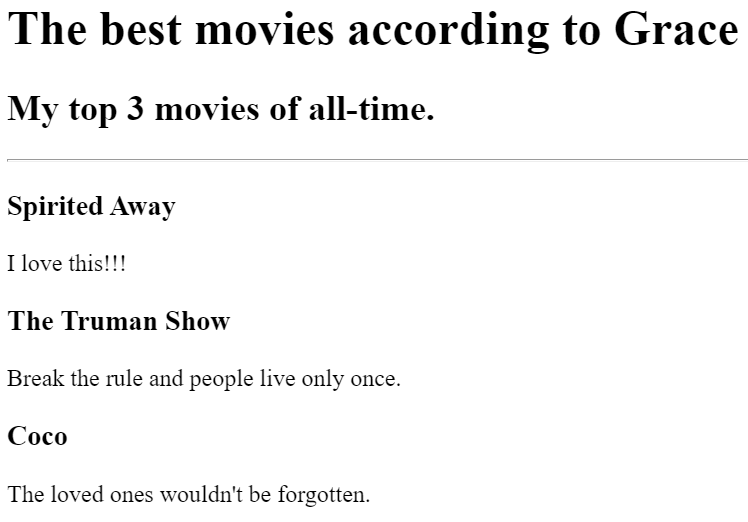 The best movies according to Grace
My top 3 movies of all-time.
Spirited Away
I love this!!!
The Truman Show
Break the rule and people live only once.
Coco
The loved ones wouldn't be forgotten.